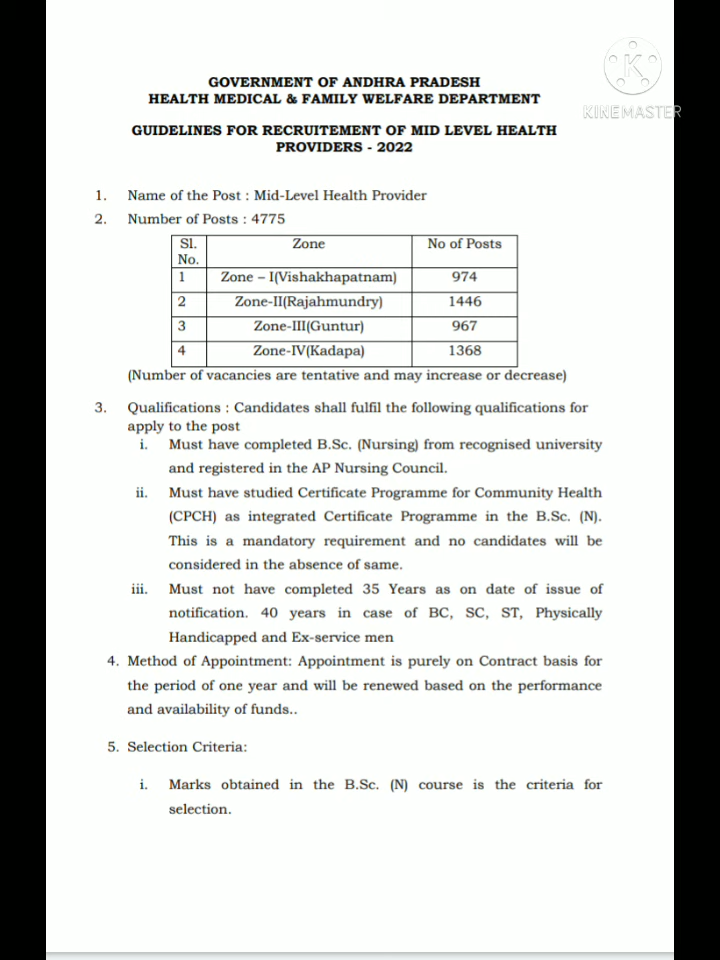 K
KINEMASTER
GOVERNMENT OF ANDHRA PRADESH
HEALTH MEDICAL & FAMILY WELFARE DEPARTMENT
GUIDELINES FOR RECRUITEMENT OF MID LEVEL HEALTH
PROVIDERS - 2022
1. Name of the Post : Mid-Level Health Provider
2. Number of Posts : 4775
Sl. No. Zone No of Posts
1 Zone – I(Vishakhapatnam) 974
2 Zone-II(Rajahmundry) 1446
3 Zone-III(Guntur) 967
4 Zone-IV(Kadapa) 1368
(Number of vacancies are tentative and may increase or decrease)
3. Qualifications : Candidates shall fulfil the following qualifications for
apply to the post
i. Must have completed B.Sc. (Nursing) from recognised university
and registered in the AP Nursing Council.
ii. Must have studied Certificate Programme for Community Health
(CPCH) as integrated Certificate Programme in the B.Sc. (N).
This is a mandatory requirement and no candidates will be
considered in the absence of same.
iii. Must not have completed 35 Years as on date of issue of
notification. 40 years in case of BC, SC, ST, Physically
Handicapped and Ex-service men
4. Method of Appointment: Appointment is purely on Contract basis for
the period of one year and will be renewed based on the performance
and availability of funds..
5. Selection Criteria:
i. Marks obtained in the B.Sc. (N) course is the criteria for
selection.